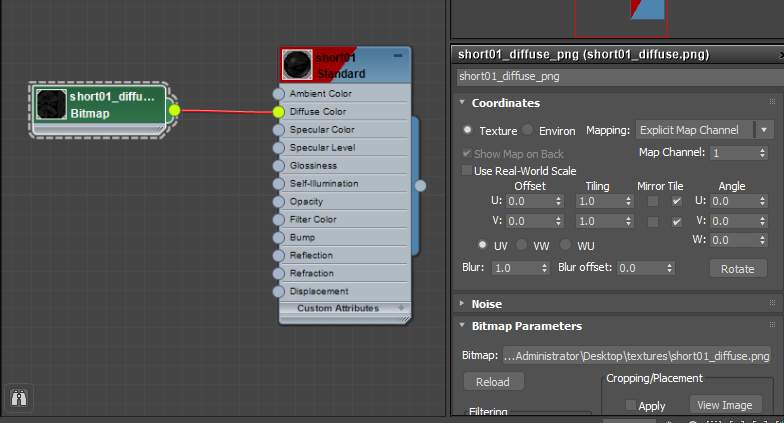 short01_diffu...
Bitmap
short01
Standard
Ambient Color
Diffuse Color
Specular Color
Specular Level
Glossiness
Self-Illumination
Opacity
Filter Color
Bump
Reflection
Refraction
Displacement
Custom Attributes +
short01_diffuse_png (short01_diffuse.png)
short01_diffuse_png
Coordinates
Texture Environ Mapping: Explicit Map Channel
Show Map on Back Map Channel: 1
Use Real-World Scale
Offset Tiling Mirror Tile Angle
U: 0.0 1.0 U: 0.0
V: 0.0 1.0 V: 0.0
W: 0.0
UV VW WU
Blur: 1.0 Blur offset: 0.0 Rotate
Noise
Bitmap Parameters
Bitmap: ...Administrator\Desktop\textures\short01_diffuse.png
Reload Cropping/Placement
Apply View Image
Filtering